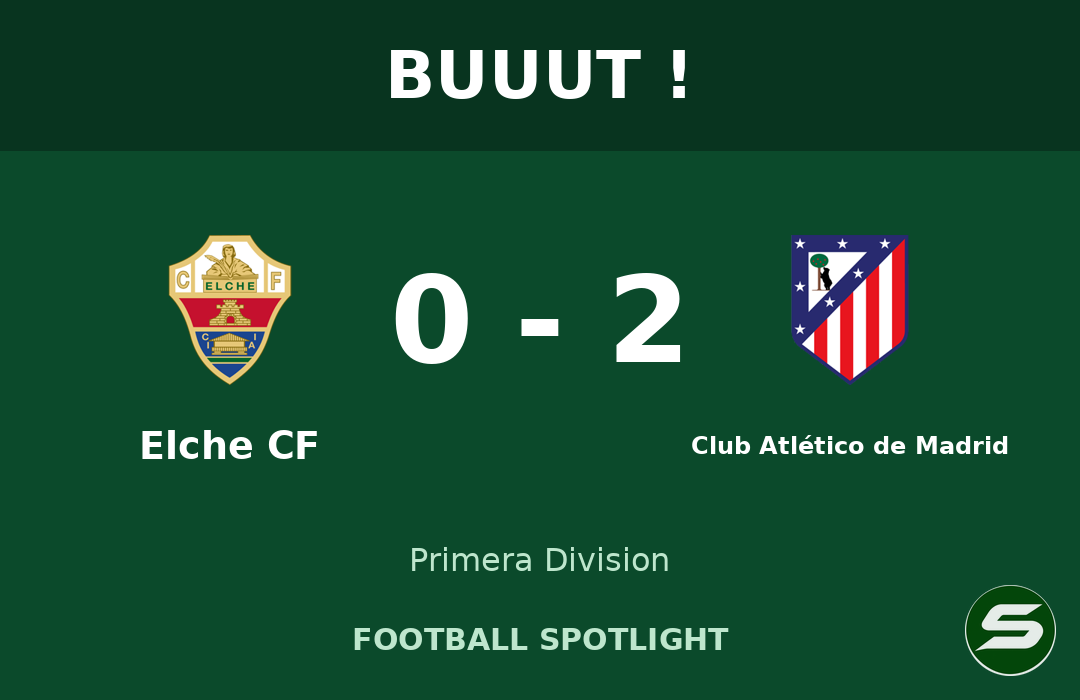 BUUUT !
C F
ELCHE
C I
I A
0 - 2
Elche CF
Club Atlético de Madrid
Primera Division
FOOTBALL SPOTLIGHT
S